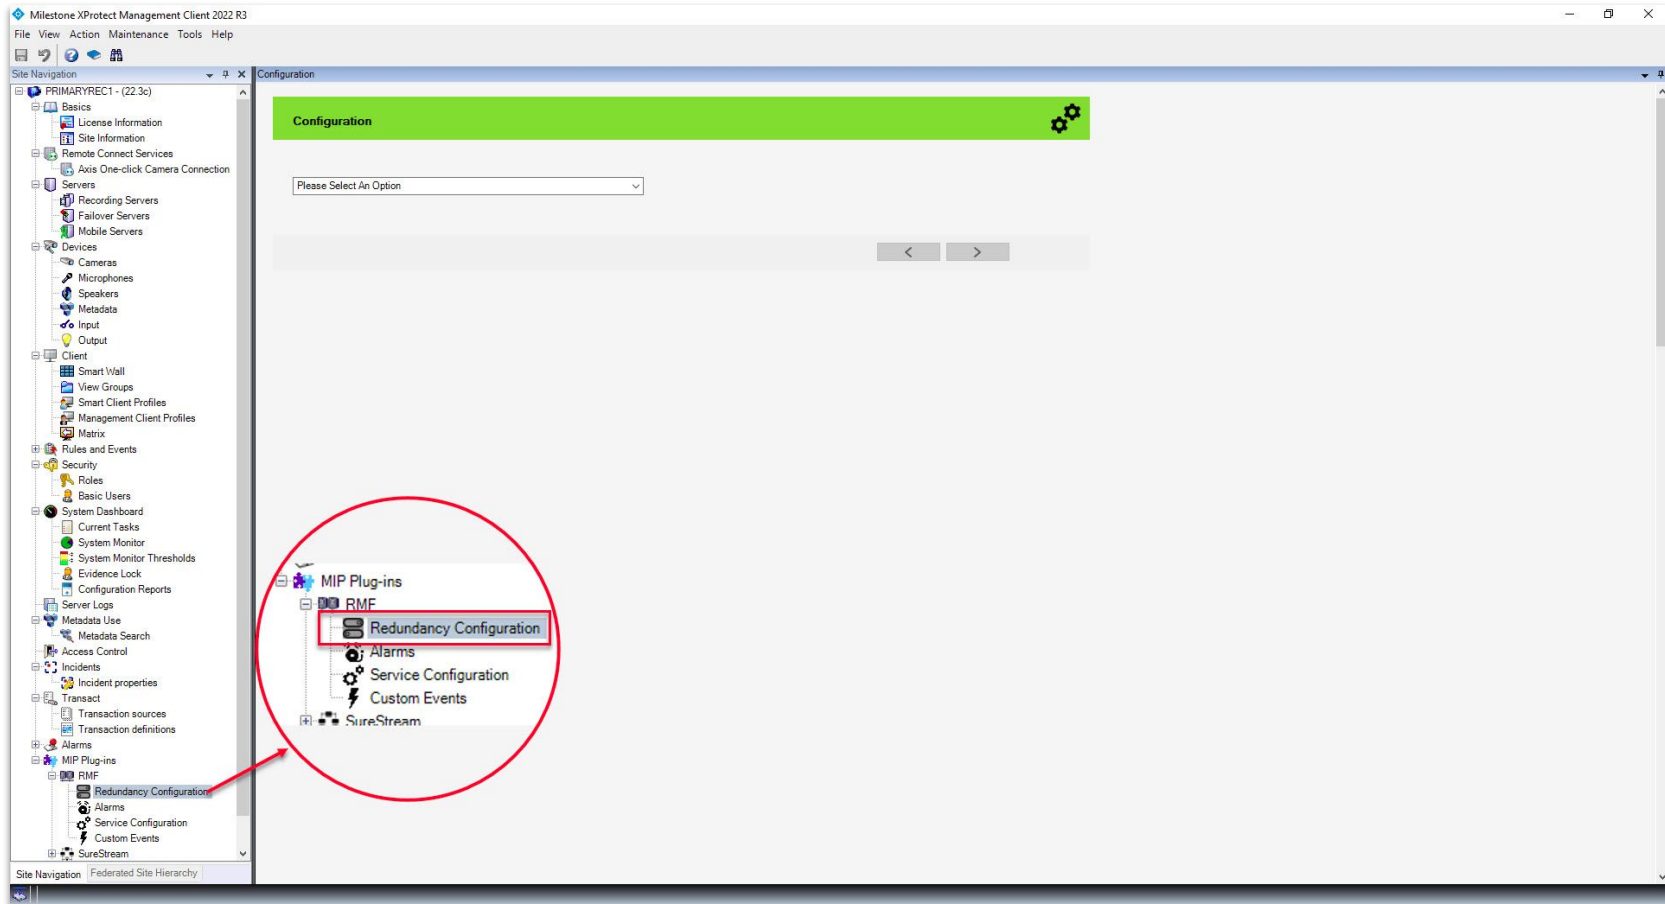 Milestone XProtect Management Client 2022 R3
File View Action Maintenance Tools Help
Site Navigation
Configuration
PRIMARYREC1 - (22.3c)
Basics
License Information
Site Information
Remote Connect Services
Axis One-click Camera Connection
Servers
Recording Servers
Failover Servers
Mobile Servers
Devices
Cameras
Microphones
Speakers
Metadata
Input
Output
Client
Smart Wall
View Groups
Smart Client Profiles
Management Client Profiles
Matrix
Rules and Events
Security
Roles
Basic Users
System Dashboard
Current Tasks
System Monitor
System Monitor Thresholds
Evidence Lock
Configuration Reports
Server Logs
Metadata Use
Metadata Search
Access Control
Incidents
Incident properties
Transact
Transaction sources
Transaction definitions
Alarms
MIP Plug-ins
RMF
Redundancy Configuration
Alarms
Service Configuration
Custom Events
SureStream
Site Navigation Federated Site Hierarchy
Configuration
Please Select An Option
< >
MIP Plug-ins
RMF
Redundancy Configuration
Alarms
Service Configuration
Custom Events
SureStream